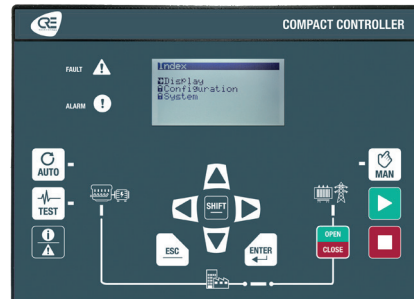 CRE
COMPACT CONTROLLER
FAULT
Index
Display
Configuration
System
ALARM
AUTO
MAN
TEST
SHIFT
OPEN
CLOSE
ESC
ENTER